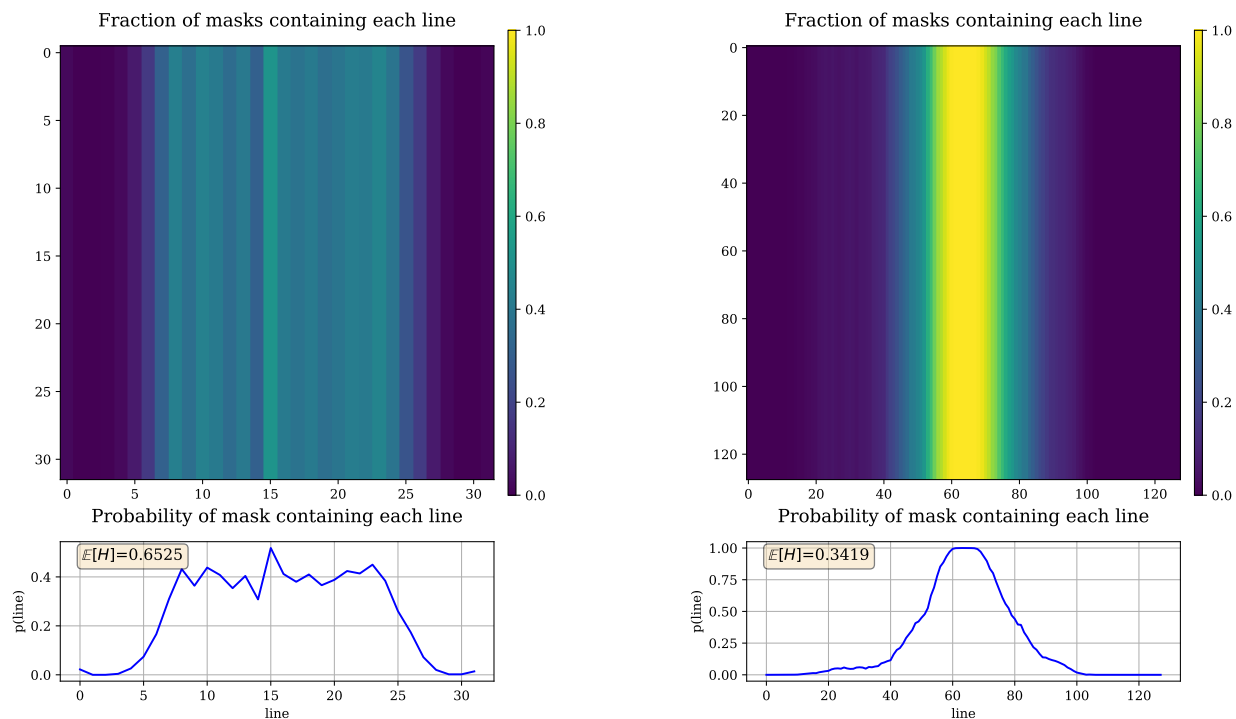 Fraction of masks containing each line
0
5
10
15
20
25
30
0 5 10 15 20 25 30
1.0
0.8
0.6
0.4
0.2
0.0
Probability of mask containing each line
𝔼[H]=0.6525
p(line)
0.4
0.2
0.0
0 5 10 15 20 25 30
line
Fraction of masks containing each line
0
20
40
60
80
100
120
0 20 40 60 80 100 120
1.0
0.8
0.6
0.4
0.2
0.0
Probability of mask containing each line
𝔼[H]=0.3419
p(line)
1.00
0.75
0.50
0.25
0.00
0 20 40 60 80 100 120
line